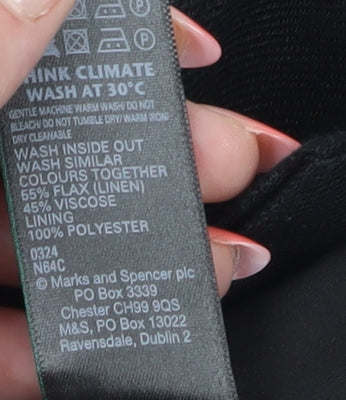 THINK CLIMATE
WASH AT 30°C
GENTLE MACHINE WARM WASH/DO NOT
BLEACH/ DO NOT TUMBLE DRY/ WARM IRON/
DRY CLEANABLE
WASH INSIDE OUT
WASH SIMILAR
COLOURS TOGETHER
55% FLAX (LINEN)
45% VISCOSE
LINING
100% POLYESTER
0324
N64C
© Marks and Spencer plc
PO Box 3339
Chester CH99 9QS
M&S, PO Box 13022
Ravensdale, Dublin 2